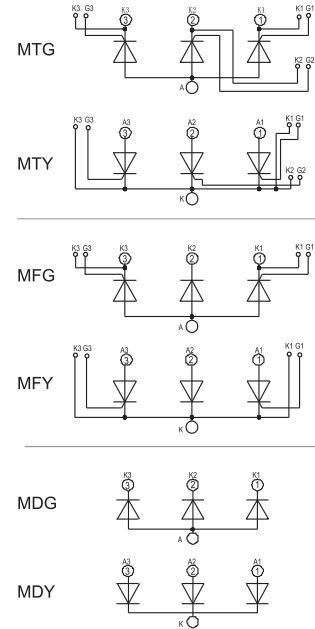 K3 G3 K3 K2 K1 K1 G1
3 2 1
MTG
K2 G2
A
K3 G3 A3 A2 A1 K1 G1
3 2 1
MTY
K2 G2
K
K3 G3 K3 K2 K1 K1 G1
3 2 1
MFG
A
K3 G3 A3 A2 A1 K1 G1
3 2 1
MFY
K
K3 K2 K1
3 2 1
MDG
A
A3 A2 A1
3 2 1
MDY
K